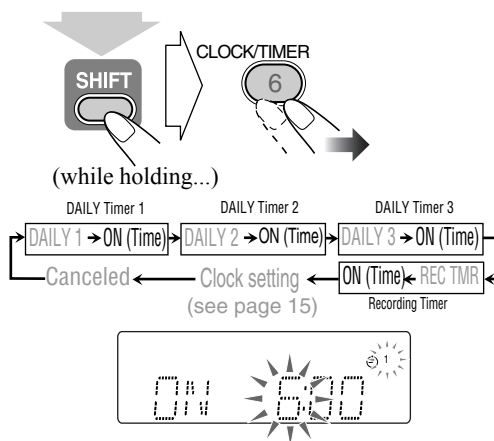 SHIFT
CLOCK/TIMER
6
(while holding...)
DAILY Timer 1 DAILY Timer 2 DAILY Timer 3
DAILY 1 ON (Time) DAILY 2 ON (Time) DAILY 3 ON (Time)
Canceled Clock setting ON (Time) REC TMR
(see page 15) Recording Timer
1
ON 6:00